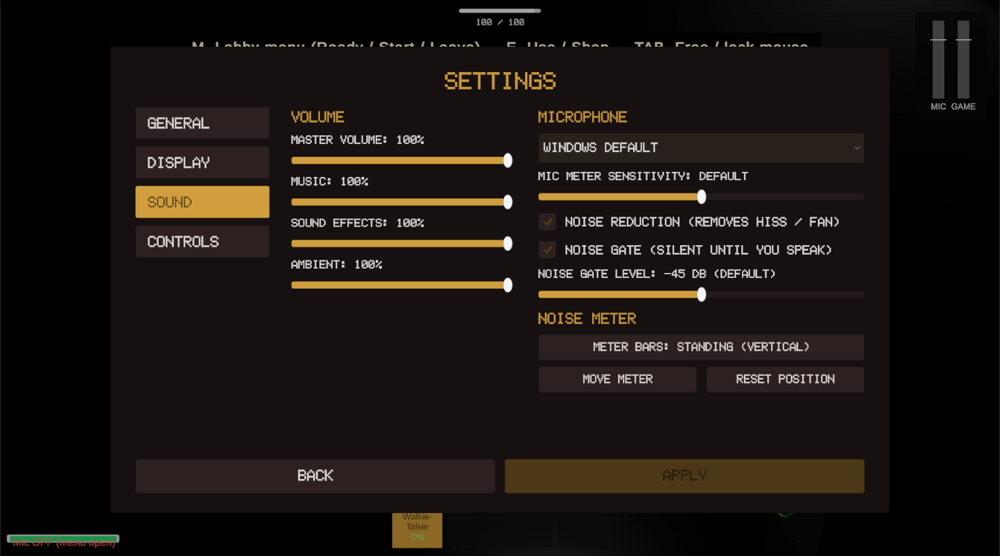 100 / 100
M Lobby menu (Ready / Start / Leave) E Use / Shop TAB Free / lock mouse
MIC GAME
SETTINGS
GENERAL
DISPLAY
SOUND
CONTROLS
VOLUME
MASTER VOLUME: 100%
MUSIC: 100%
SOUND EFFECTS: 100%
AMBIENT: 100%
MICROPHONE
WINDOWS DEFAULT
MIC METER SENSITIVITY: DEFAULT
NOISE REDUCTION (REMOVES HISS / FAN)
NOISE GATE (SILENT UNTIL YOU SPEAK)
NOISE GATE LEVEL: -45 DB (DEFAULT)
NOISE METER
METER BARS: STANDING (VERTICAL)
MOVE METER
RESET POSITION
BACK
APPLY
Walkie-
Talkie
ON
Mic OFF (menu open)